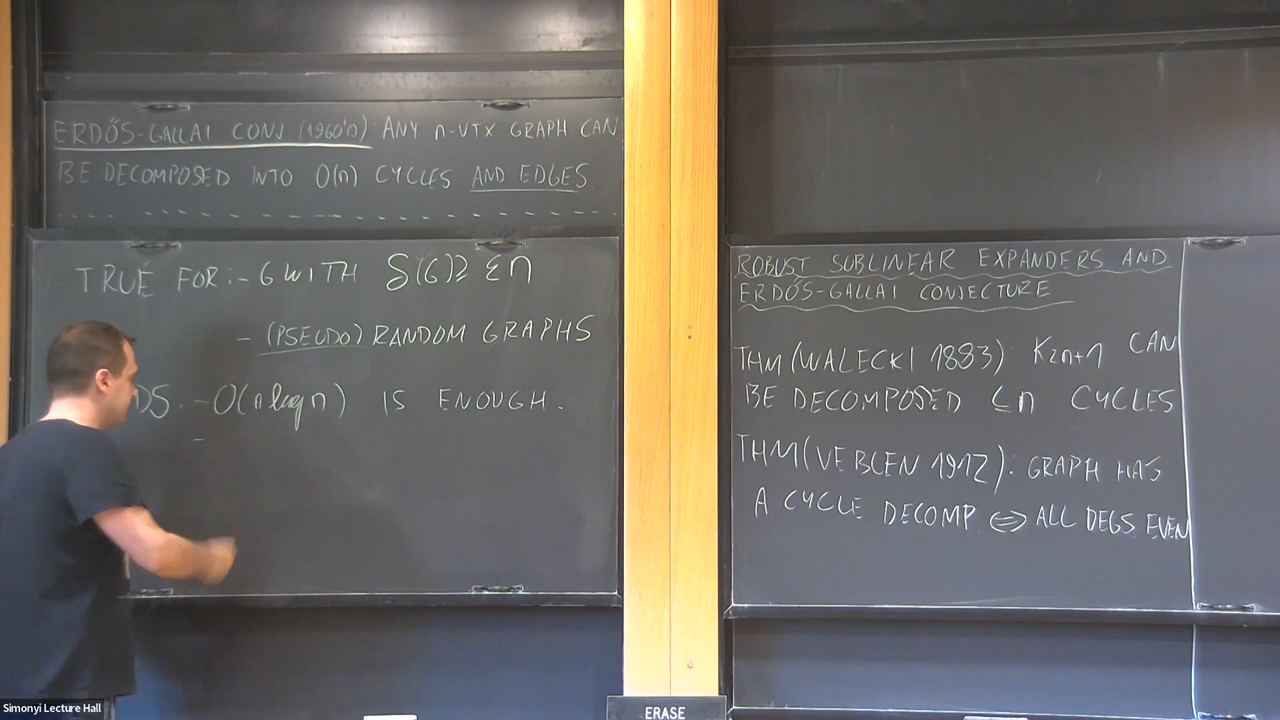 ERDŐS-GALLAI CONJ (1960'n) ANY n-VTX GRAPH CAN
BE DECOMPOSED INTO O(n) CYCLES AND EDGES.
TRUE FOR: - G WITH δ(G) ≥ εn
- (PSEUDO) RANDOM GRAPHS
DS. - O(n log n) IS ENOUGH.
-
ROBUST SUBLINEAR EXPANDERS AND
ERDŐS-GALLAI CONJECTURE
THM (WALECKI 1883) K2n+1 CAN
BE DECOMPOSED ≤n CYCLES
THM (VEBLEN 1912): GRAPH HAS
A CYCLE DECOMP ⇔ ALL DEGS EVEN
Simonyi Lecture Hall
ERASE